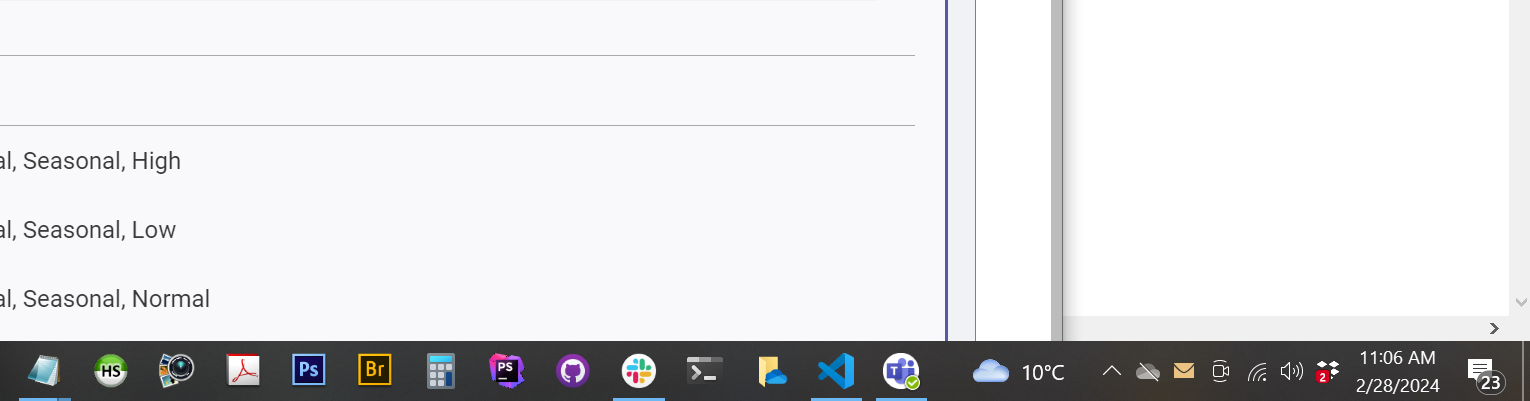 al, Seasonal, High
al, Seasonal, Low
al, Seasonal, Normal
HS
Ps
Br
PS
10°C
2
11:06 AM
2/28/2024
23